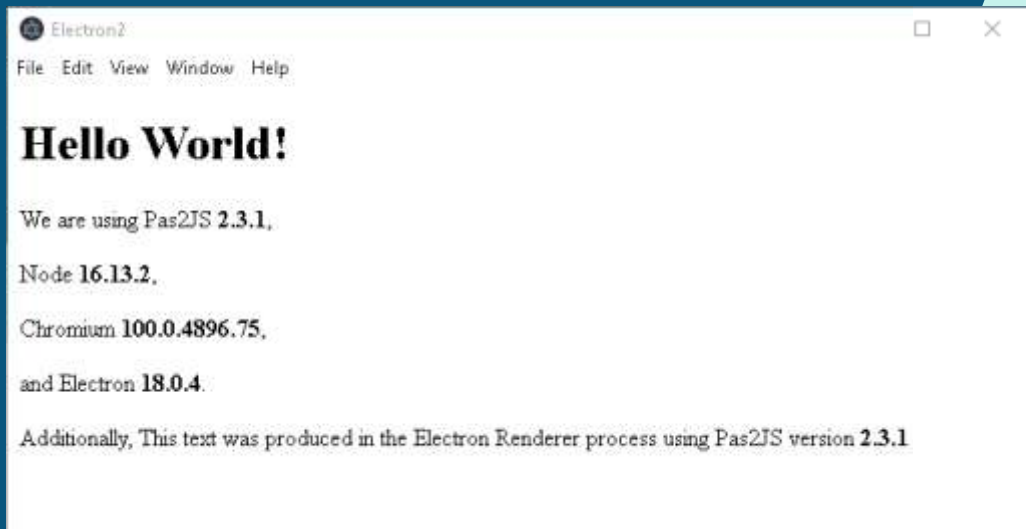 Electron2
File Edit View Window Help
Hello World!
We are using Pas2JS 2.3.1,
Node 16.13.2,
Chromium 100.0.4896.75,
and Electron 18.0.4.
Additionally, This text was produced in the Electron Renderer process using Pas2JS version 2.3.1